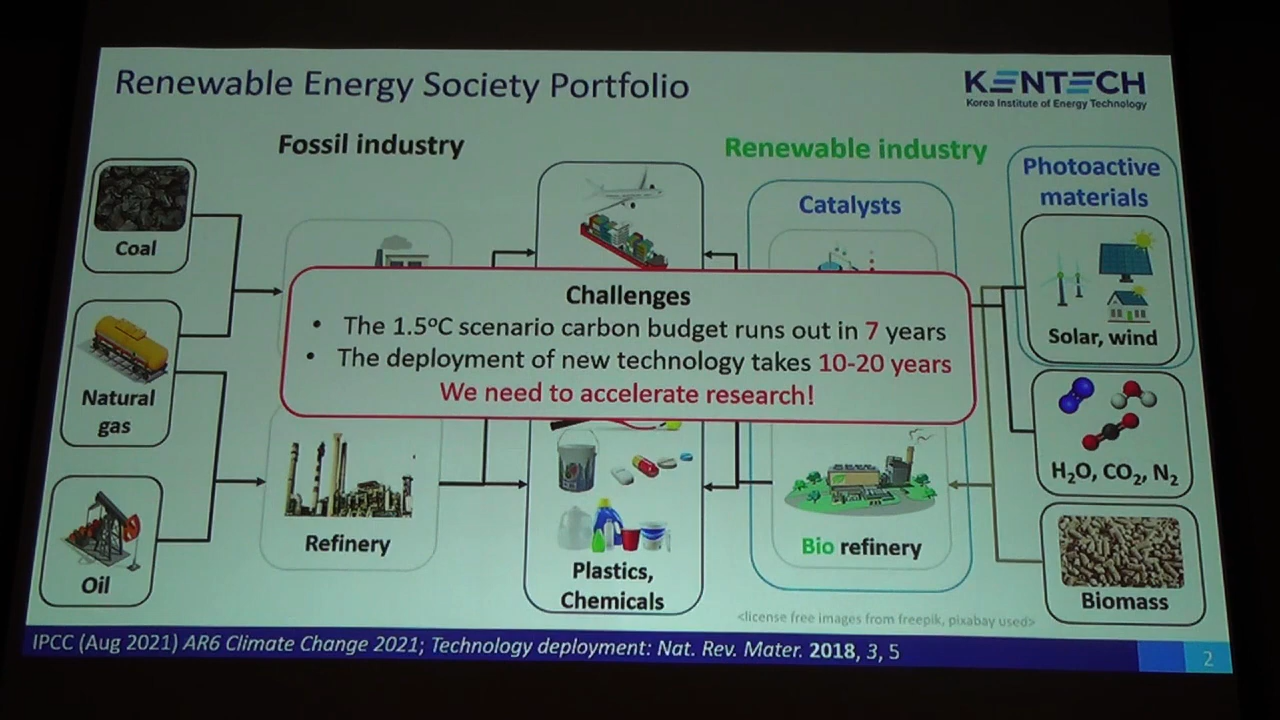 Renewable Energy Society Portfolio
KENTECH
Korea Institute of Energy Technology
Fossil industry
Renewable industry
Photoactive
materials
Catalysts
Coal
Solar, wind
Challenges
• The 1.5°C scenario carbon budget runs out in 7 years
• The deployment of new technology takes 10-20 years
We need to accelerate research!
Natural
gas
H₂O, CO₂, N₂
Refinery
Bio refinery
Oil
Plastics,
Chemicals
Biomass
<license free images from freepik, pixabay used>
IPCC (Aug 2021) AR6 Climate Change 2021; Technology deployment: Nat. Rev. Mater. 2018, 3, 5
2